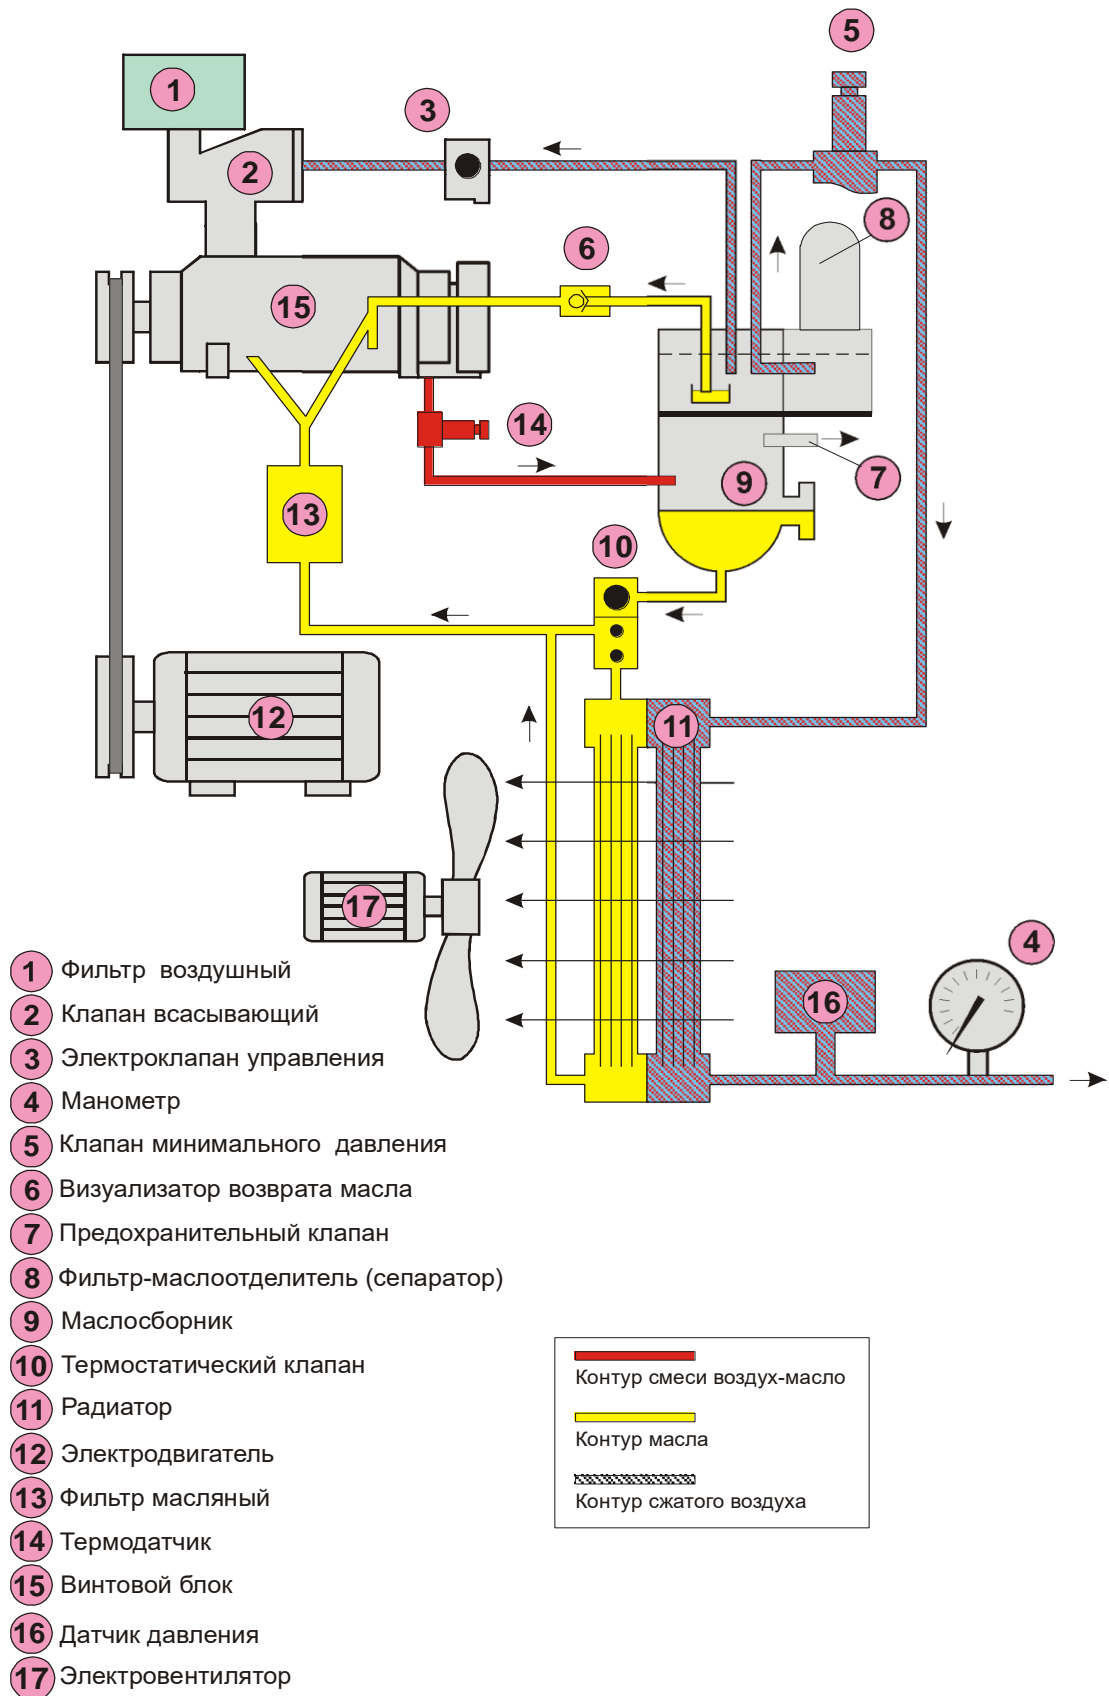 5
1
3
2
8
6
15
14
9
7
13
10
11
12
17
4
16
1 Фильтр воздушный
2 Клапан всасывающий
3 Электроклапан управления
4 Манометр
5 Клапан минимального давления
6 Визуализатор возврата масла
7 Предохранительный клапан
8 Фильтр-маслоотделитель (сепаратор)
9 Маслосборник
10 Термостатический клапан
11 Радиатор
12 Электродвигатель
13 Фильтр масляный
14 Термодатчик
15 Винтовой блок
16 Датчик давления
17 Электровентилятор
Контур смеси воздух-масло
Контур масла
Контур сжатого воздуха